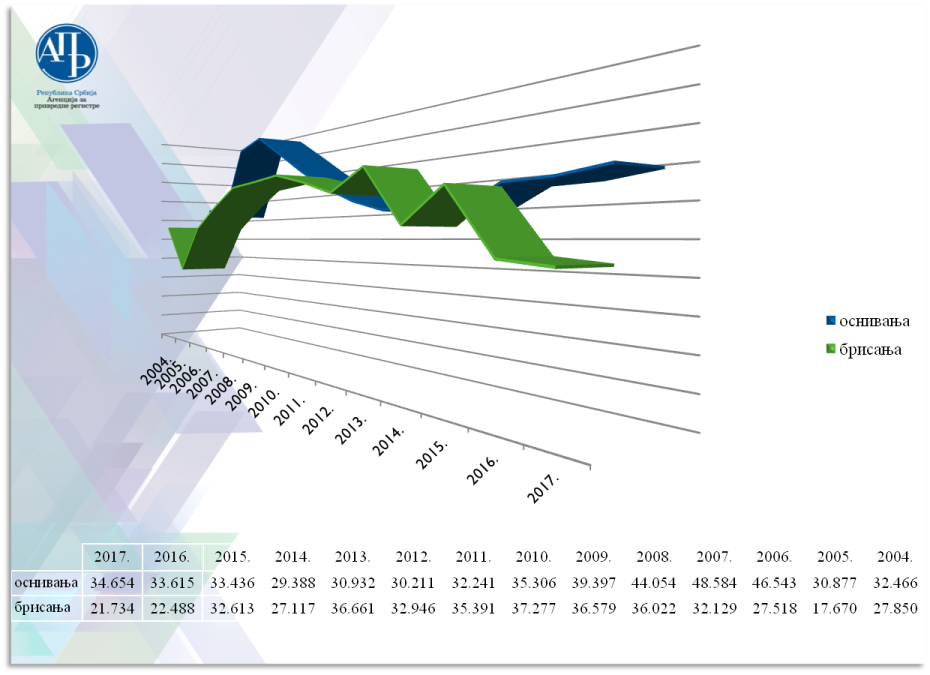 АПР
Република Србија
Агенција за
привредне регистре
оснивања
брисања
2004.
2005.
2006.
2007.
2008.
2009.
2010.
2011.
2012.
2013.
2014.
2015.
2016.
2017.
2017. 2016. 2015. 2014. 2013. 2012. 2011. 2010. 2009. 2008. 2007. 2006. 2005. 2004.
оснивања 34.654 33.615 33.436 29.388 30.932 30.211 32.241 35.306 39.397 44.054 48.584 46.543 30.877 32.466
брисања 21.734 22.488 32.613 27.117 36.661 32.946 35.391 37.277 36.579 36.022 32.129 27.518 17.670 27.850